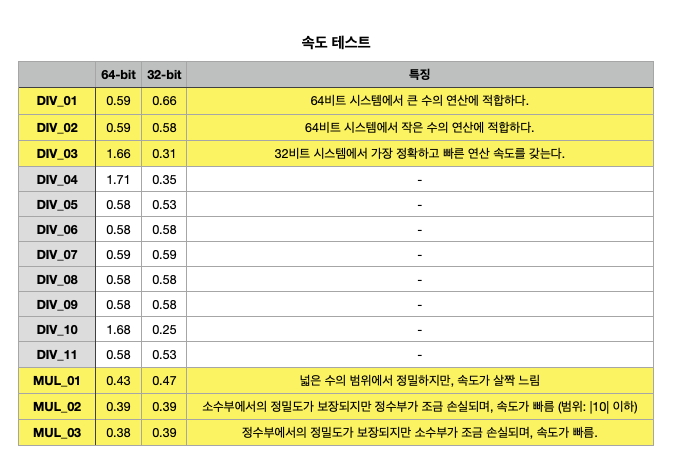 속도 테스트
64-bit 32-bit 특징
DIV_01 0.59 0.66 64비트 시스템에서 큰 수의 연산에 적합하다.
DIV_02 0.59 0.58 64비트 시스템에서 작은 수의 연산에 적합하다.
DIV_03 1.66 0.31 32비트 시스템에서 가장 정확하고 빠른 연산 속도를 갖는다.
DIV_04 1.71 0.35 -
DIV_05 0.58 0.53 -
DIV_06 0.58 0.58 -
DIV_07 0.59 0.59 -
DIV_08 0.58 0.58 -
DIV_09 0.58 0.58 -
DIV_10 1.68 0.25 -
DIV_11 0.58 0.53 -
MUL_01 0.43 0.47 넓은 수의 범위에서 정밀하지만, 속도가 살짝 느림
MUL_02 0.39 0.39 소수부에서의 정밀도가 보장되지만 정수부가 조금 손실되며, 속도가 빠름 (범위: |10| 이하)
MUL_03 0.38 0.39 정수부에서의 정밀도가 보장되지만 소수부가 조금 손실되며, 속도가 빠름.